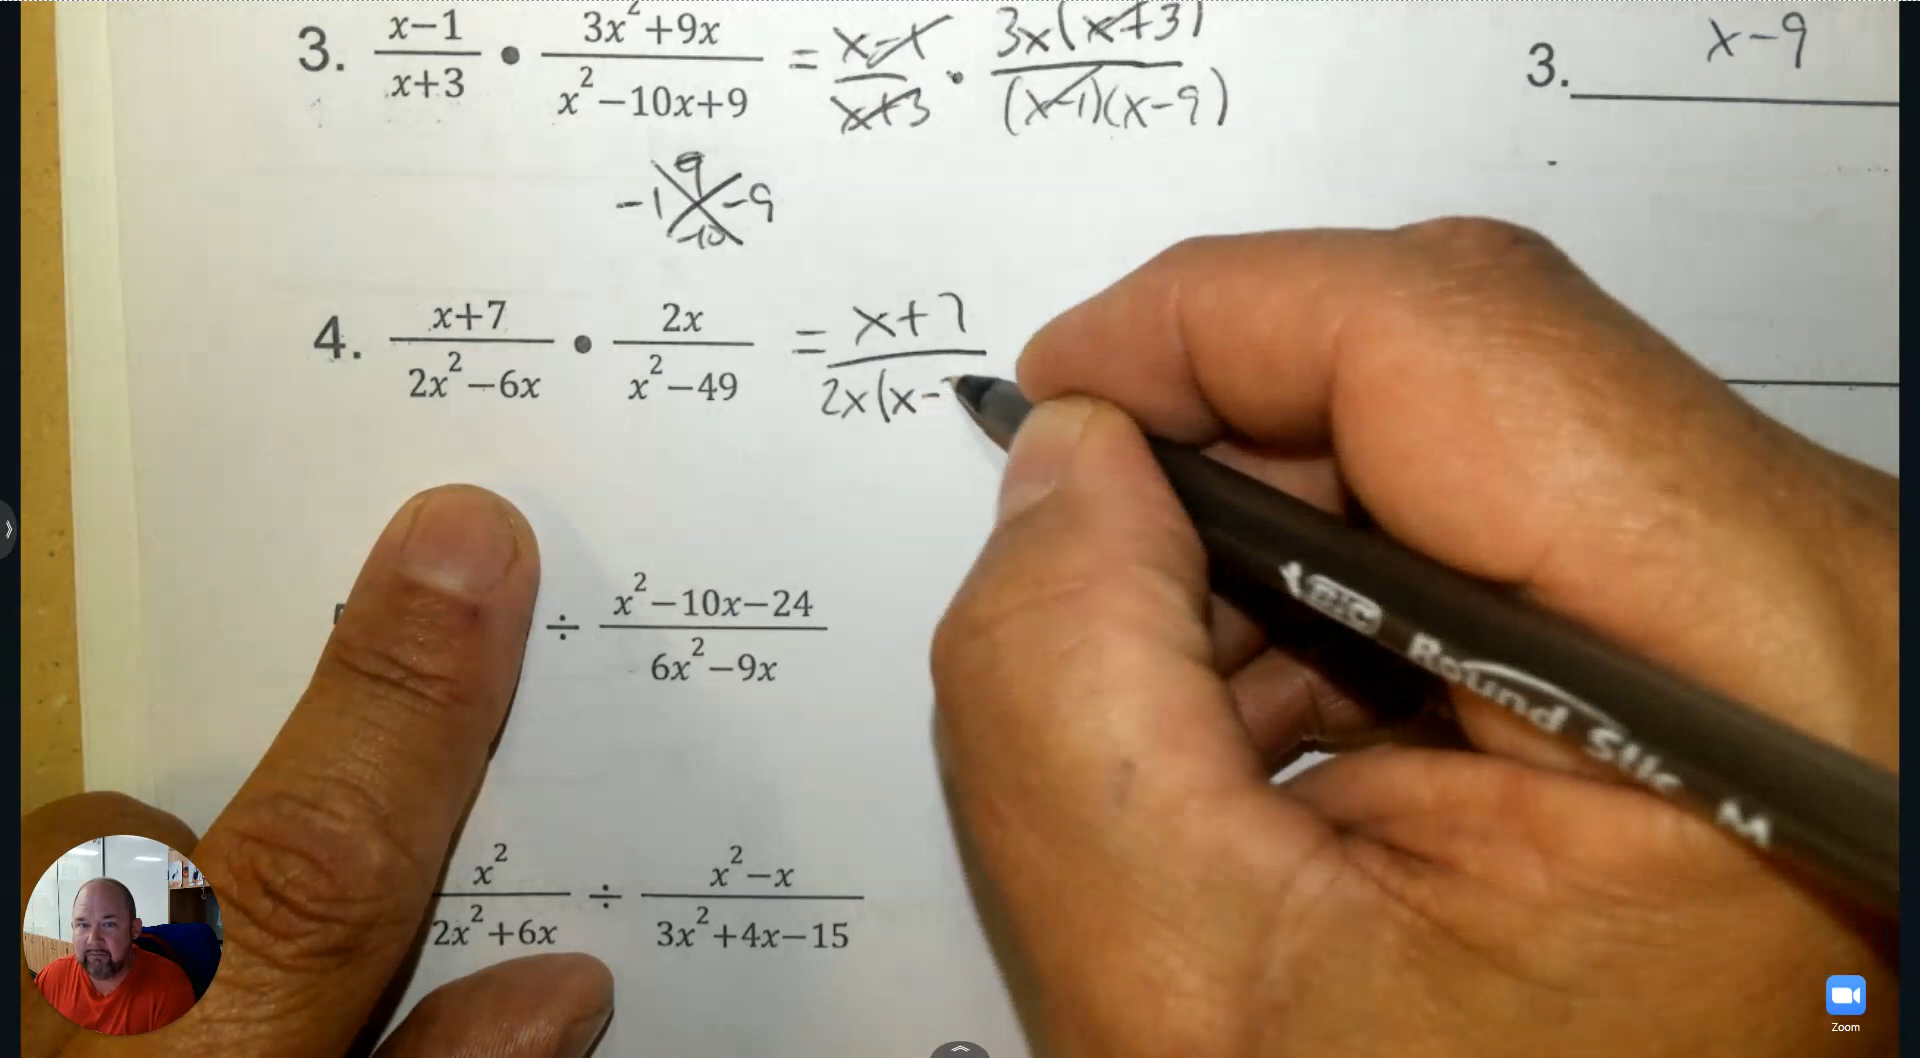 3. x−1/x+3 • 3x²+9x/x²−10x+9 = x−1/x+3 · 3x(x+3)/(x−1)(x−9)
3. x−9
9
−1 −9
−10
4. x+7/2x²−6x • 2x/x²−49 = x+7/2x(x−
÷ x²−10x−24/6x²−9x
BIC Round Stic M
x²/2x²+6x ÷ x²−x/3x²+4x−15
Zoom